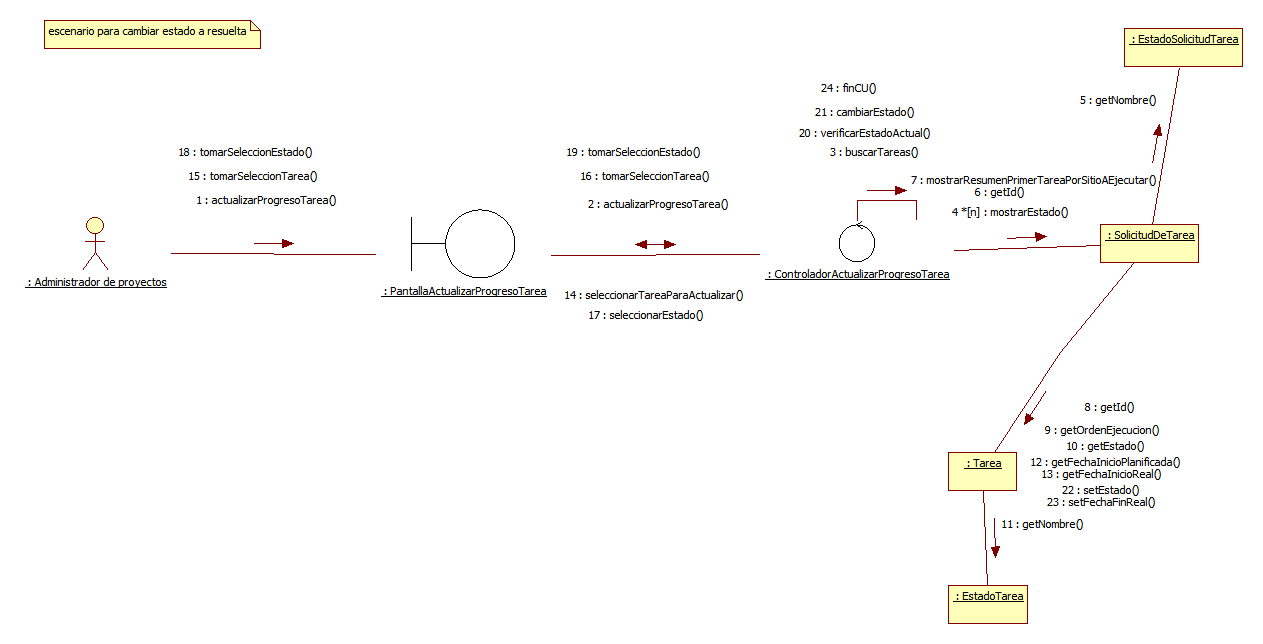 escenario para cambiar estado a resuelta
: EstadoSolicitudTarea
24 : finCU()
5 : getNombre()
21 : cambiarEstado()
20 : verificarEstadoActual()
18 : tomarSeleccionEstado()
19 : tomarSeleccionEstado()
3 : buscarTareas()
15 : tomarSeleccionTarea()
16 : tomarSeleccionTarea()
7 : mostrarResumenPrimerTareaPorSitioAEjecutar()
6 : getId()
1 : actualizarProgresoTarea()
2 : actualizarProgresoTarea()
4 *[n] : mostrarEstado()
: SolicitudDeTarea
: ControladorActualizarProgresoTarea
: Administrador de proyectos
: PantallaActualizarProgresoTarea
14 : seleccionarTareaParaActualizar()
17 : seleccionarEstado()
8 : getId()
9 : getOrdenEjecucion()
10 : getEstado()
: Tarea
12 : getFechaInicioPlanificada()
13 : getFechaInicioReal()
22 : setEstado()
23 : setFechaFinReal()
11 : getNombre()
: EstadoTarea